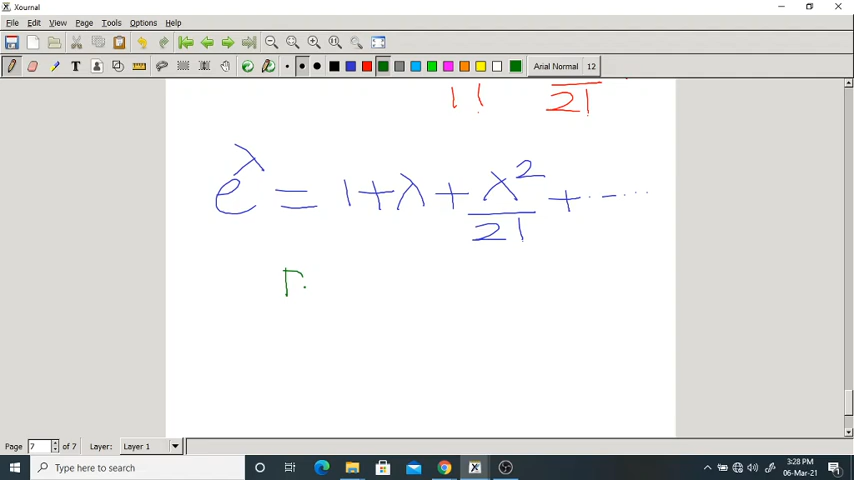 Xournal
File Edit View Page Tools Options Help
Arial Normal 12
1! 2!
e^λ = 1 + λ + λ^2/2! + ......
Page 7 of 7 Layer: Layer 1
Type here to search
3:28 PM
06-Mar-21